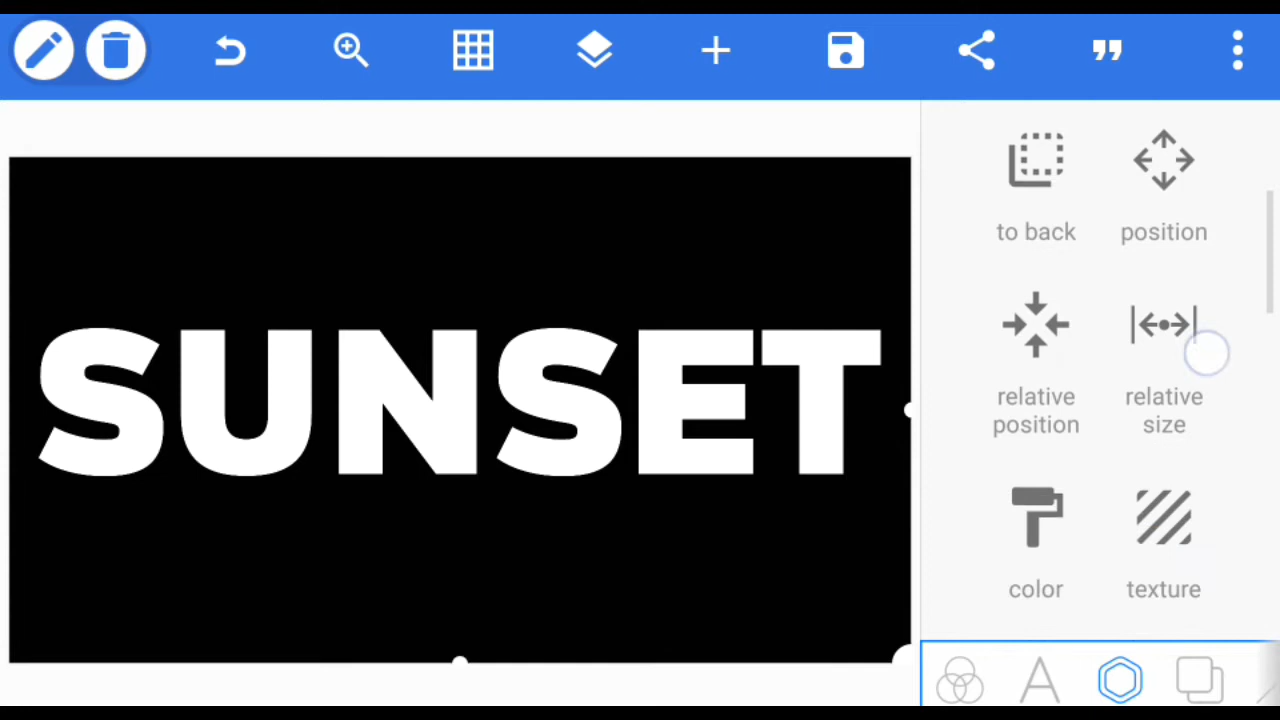 to back
position
SUNSET
relative position
relative size
color
texture